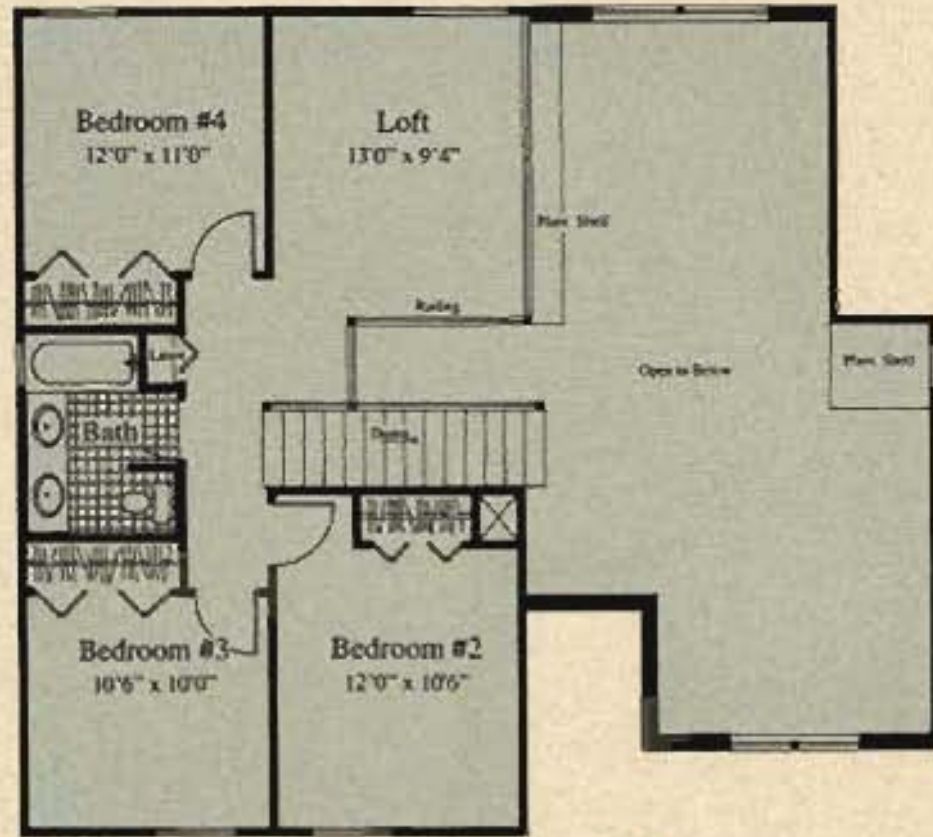 Bedroom #4
12'0" x 11'0"
Loft
13'0" x 9'4"
Plant Shelf
Railing
Linen
Open to Below
Plant Shelf
Bath
Down
Bedroom #3
10'6" x 10'0"
Bedroom #2
12'0" x 10'6"